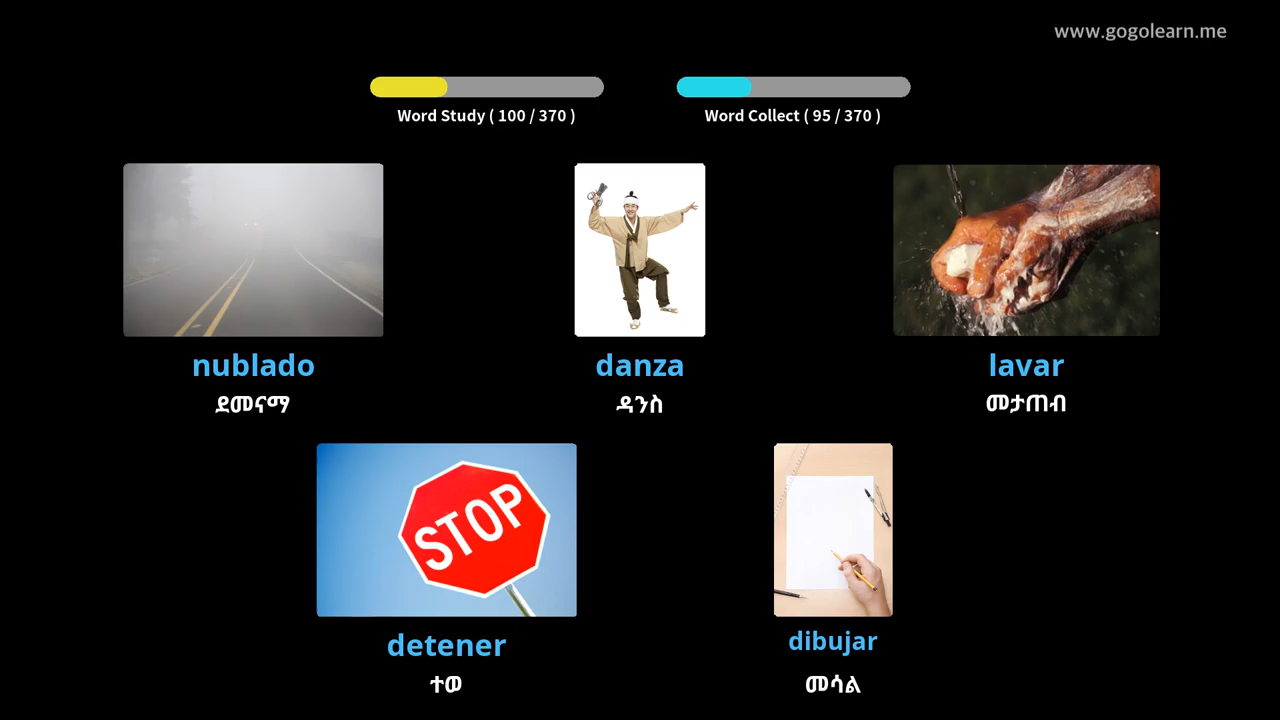 www.gogolearn.me
Word Study ( 100 / 370 )
Word Collect ( 95 / 370 )
nublado
ደመናማ
danza
ዳንስ
lavar
መታጠብ
STOP
detener
ተወ
dibujar
መሳል